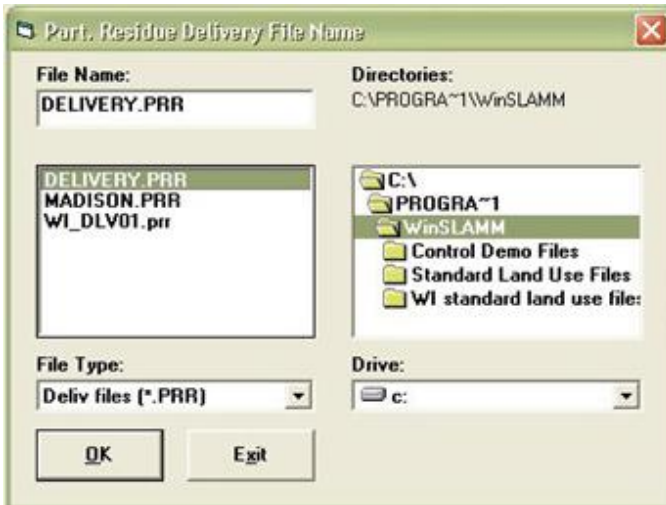 Part. Residue Delivery File Name
File Name:
DELIVERY.PRR
DELIVERY.PRR
MADISON.PRR
WI_DLV01.prr
File Type:
Deliv files (*.PRR)
OK
Exit
Directories:
C:\PROGRA~1\WinSLAMM
C:\
PROGRA~1
WinSLAMM
Control Demo Files
Standard Land Use Files
WI standard land use files
Drive:
c: